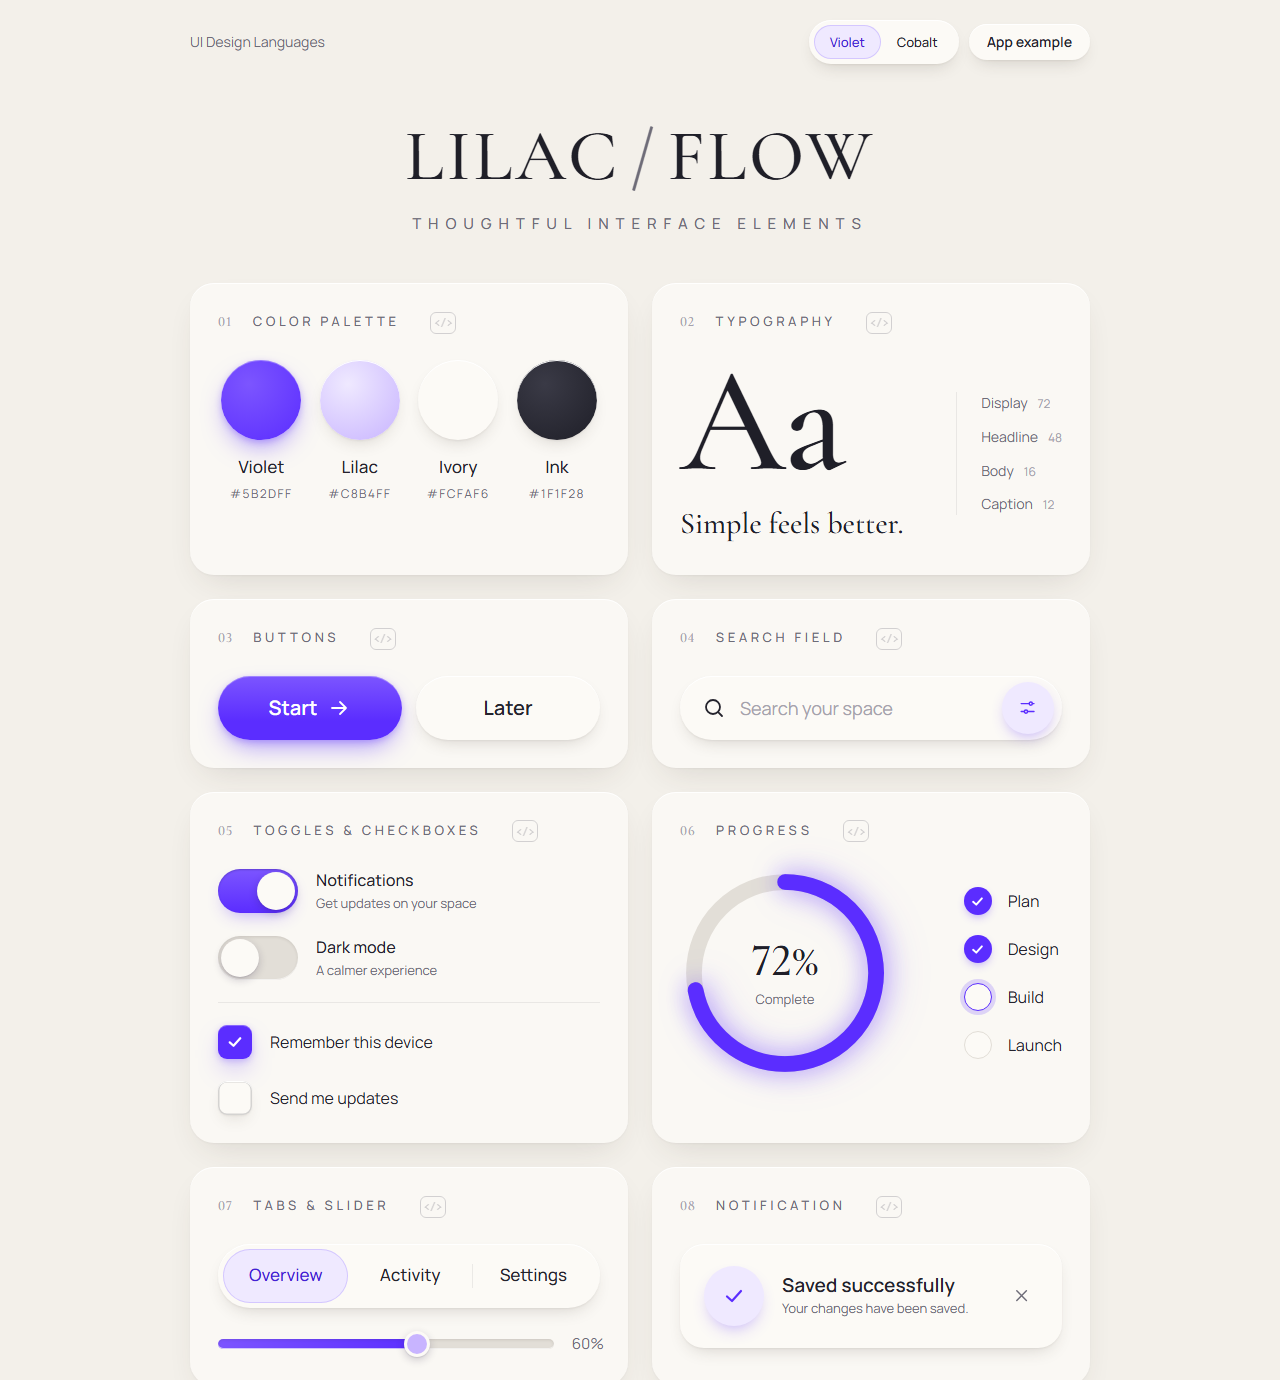 UI Design Languages
Violet Cobalt App example
LILAC / FLOW
THOUGHTFUL INTERFACE ELEMENTS
01 COLOR PALETTE </>
Violet Lilac Ivory Ink
#5B2DFF #C8B4FF #FCFAF6 #1F1F28
02 TYPOGRAPHY </>
Aa
Simple feels better.
Display 72
Headline 48
Body 16
Caption 12
03 BUTTONS </>
Start → Later
04 SEARCH FIELD </>
Search your space
05 TOGGLES & CHECKBOXES </>
Notifications
Get updates on your space
Dark mode
A calmer experience
Remember this device
Send me updates
06 PROGRESS </>
72%
Complete
Plan
Design
Build
Launch
07 TABS & SLIDER </>
Overview Activity Settings
60%
08 NOTIFICATION </>
Saved successfully
Your changes have been saved.